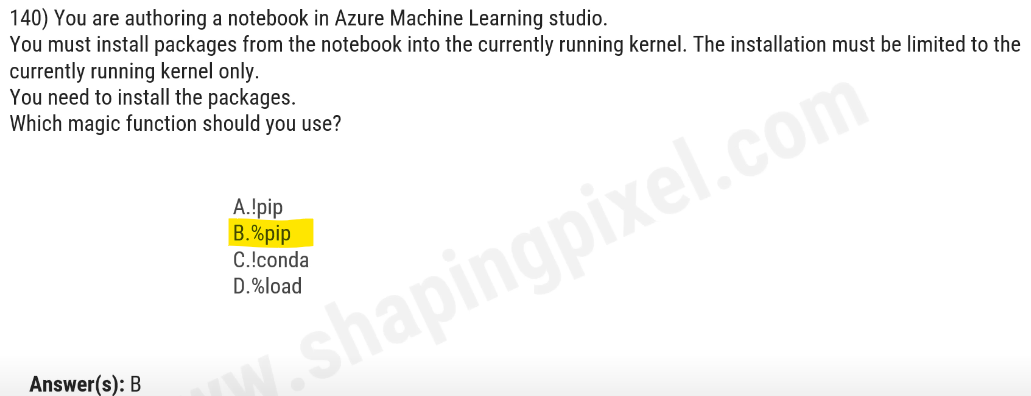 140) You are authoring a notebook in Azure Machine Learning studio.
You must install packages from the notebook into the currently running kernel. The installation must be limited to the
currently running kernel only.
You need to install the packages.
Which magic function should you use?
A.!pip
B.%pip
C.!conda
D.%load
Answer(s): B
w.shapingpixel.com